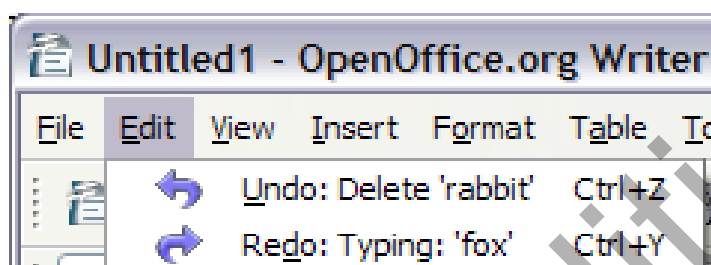 Untitled1 - OpenOffice.org Writer
File Edit View Insert Format Table
Undo: Delete 'rabbit' Ctrl+Z
Redo: Typing: 'fox' Ctrl+Y